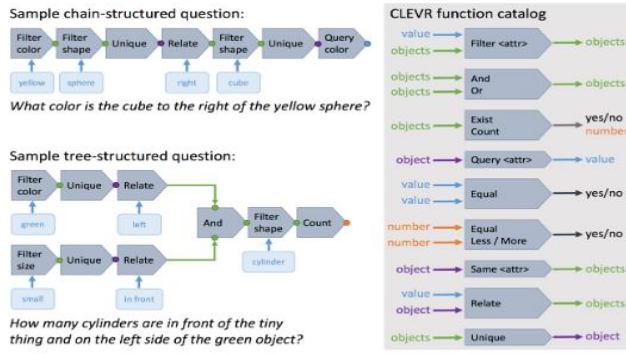 Sample chain-structured question:
Filter color
Filter shape
Unique
Relate
Filter shape
Unique
Query color
yellow
sphere
right
cube
What color is the cube to the right of the yellow sphere?
Sample tree-structured question:
Filter color
Unique
Relate
green
left
And
Filter shape
Count
cylinder
Filter size
Unique
Relate
small
in front
How many cylinders are in front of the tiny
thing and on the left side of the green object?
CLEVR function catalog
value
objects
Filter <attr>
objects
objects
objects
And
Or
objects
objects
Exist
Count
yes/no
number
object
Query <attr>
value
value
value
Equal
yes/no
number
number
Equal
Less / More
yes/no
object
Same <attr>
objects
value
object
Relate
objects
objects
Unique
object